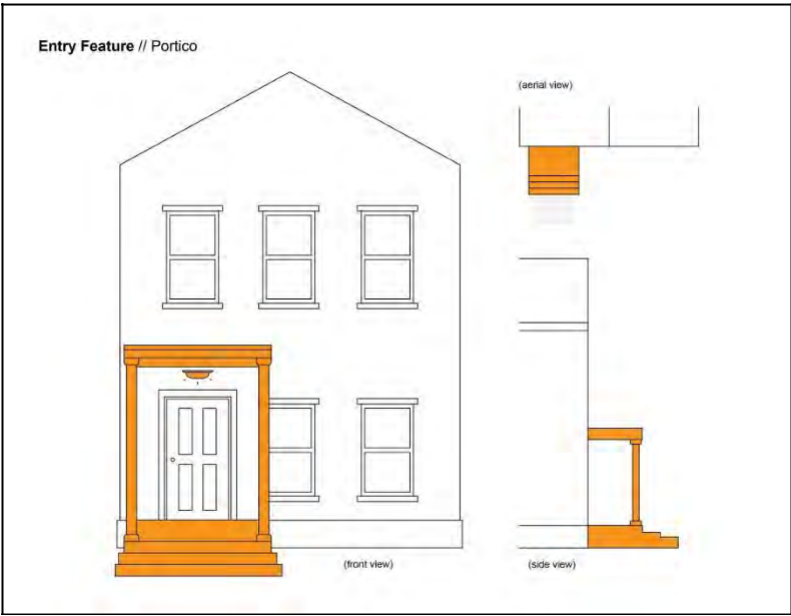 Entry Feature // Portico
(aerial view)
(front view)
(side view)